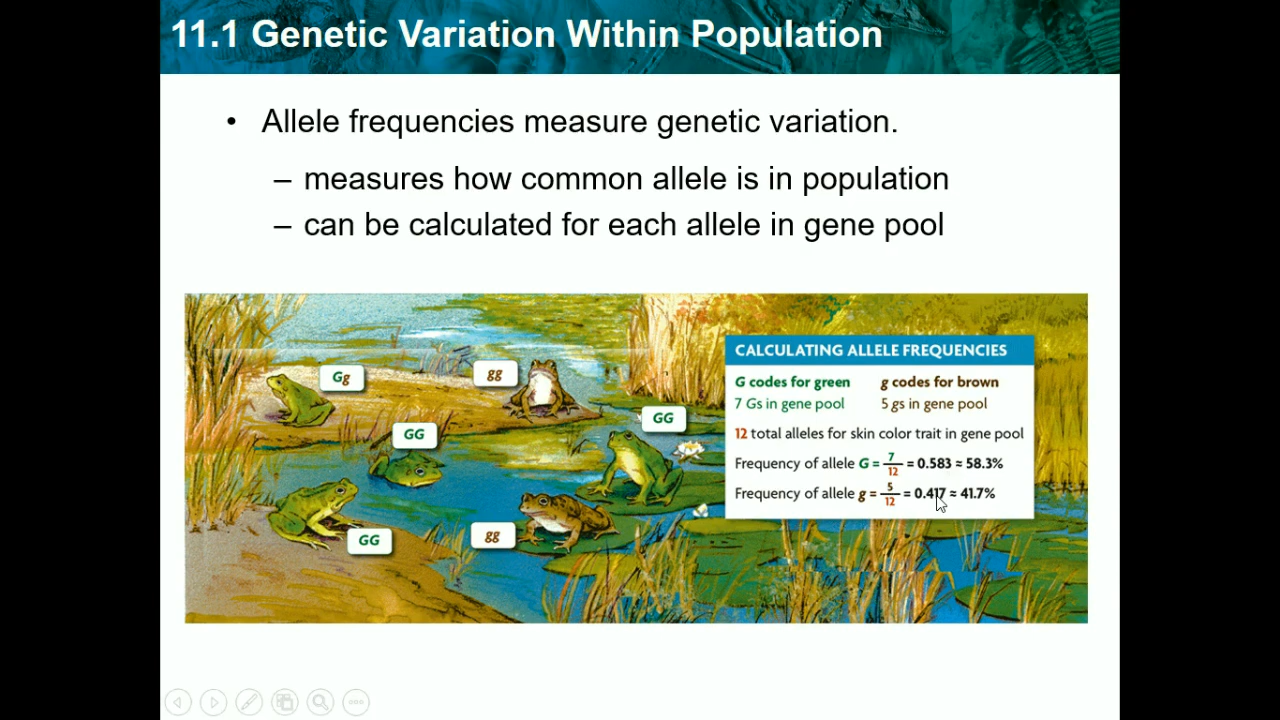 11.1 Genetic Variation Within Population
• Allele frequencies measure genetic variation.
– measures how common allele is in population
– can be calculated for each allele in gene pool
Gg
gg
GG
GG
GG
gg
CALCULATING ALLELE FREQUENCIES
G codes for green g codes for brown
7 Gs in gene pool 5 gs in gene pool
12 total alleles for skin color trait in gene pool
Frequency of allele G = 7/12 = 0.583 ≈ 58.3%
Frequency of allele g = 5/12 = 0.417 ≈ 41.7%